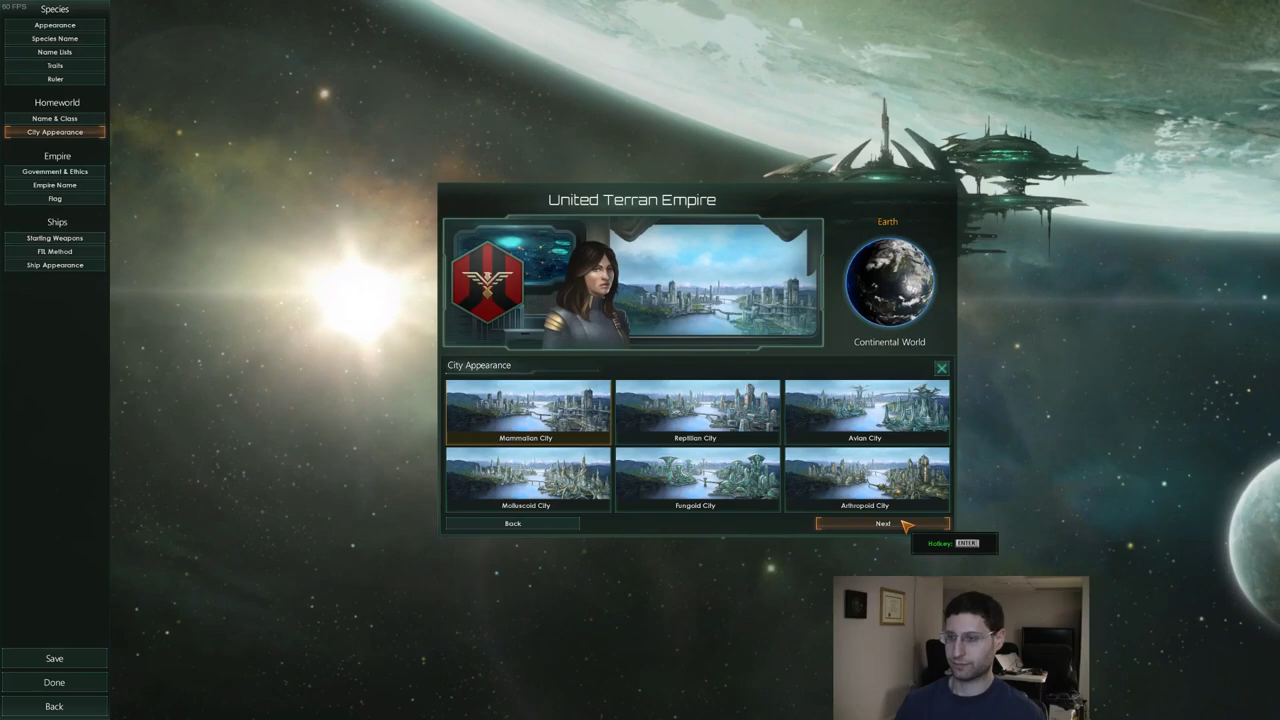 60 FPS
Species
Appearance
Species Name
Name Lists
Traits
Ruler
Homeworld
Name & Class
City Appearance
Empire
Government & Ethics
Empire Name
Flag
Ships
Starting Weapons
FTL Method
Ship Appearance
Save
Done
Back
United Terran Empire
Earth
Continental World
City Appearance
Mammalian City
Reptilian City
Avian City
Molluscoid City
Fungoid City
Arthropoid City
Back
Next
Hotkey: ENTER